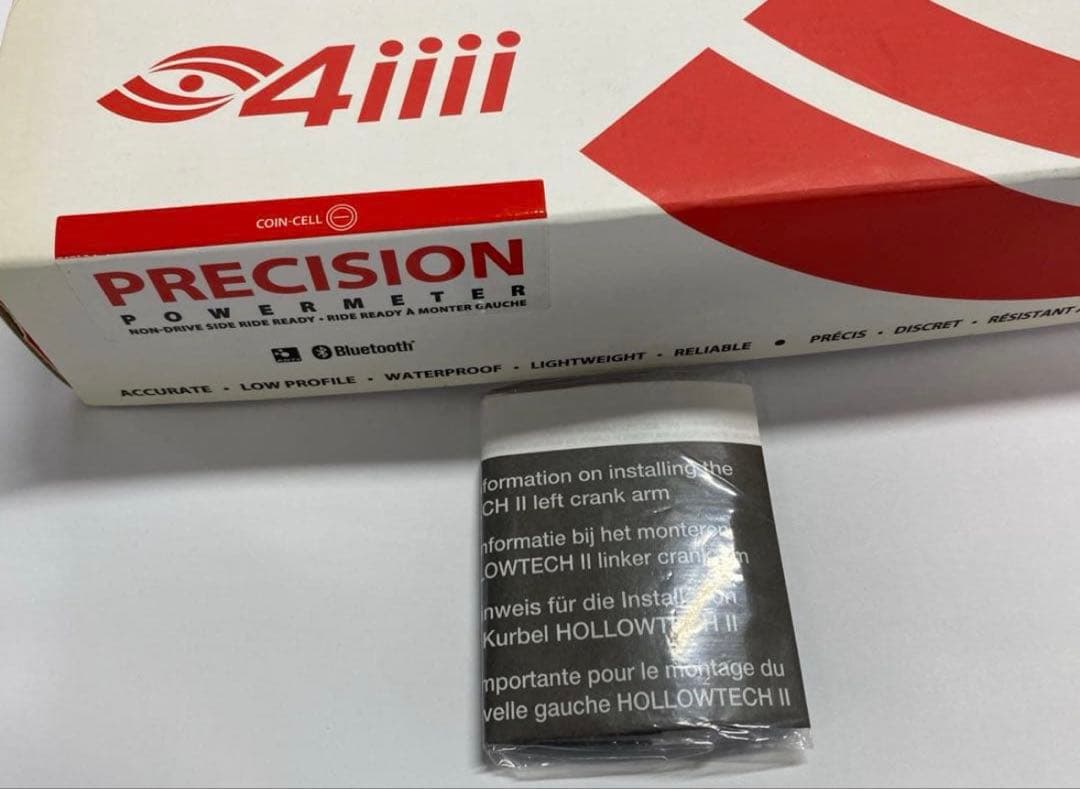 4iiii
COIN-CELL
PRECISION
POWERMETER
NON-DRIVE SIDE RIDE READY • RIDE READY À MONTER GAUCHE
Bluetooth
ACCURATE • LOW PROFILE • WATERPROOF • LIGHTWEIGHT • RELIABLE • PRÉCIS • DISCRET • RÉSISTANT
formation on installing the
CH II left crank arm
nformatie bij het monteren
OWTECH II linker crank
nweis für die Install
Kurbel HOLLOWTECH II
mportante pour le montage du
velle gauche HOLLOWTECH II